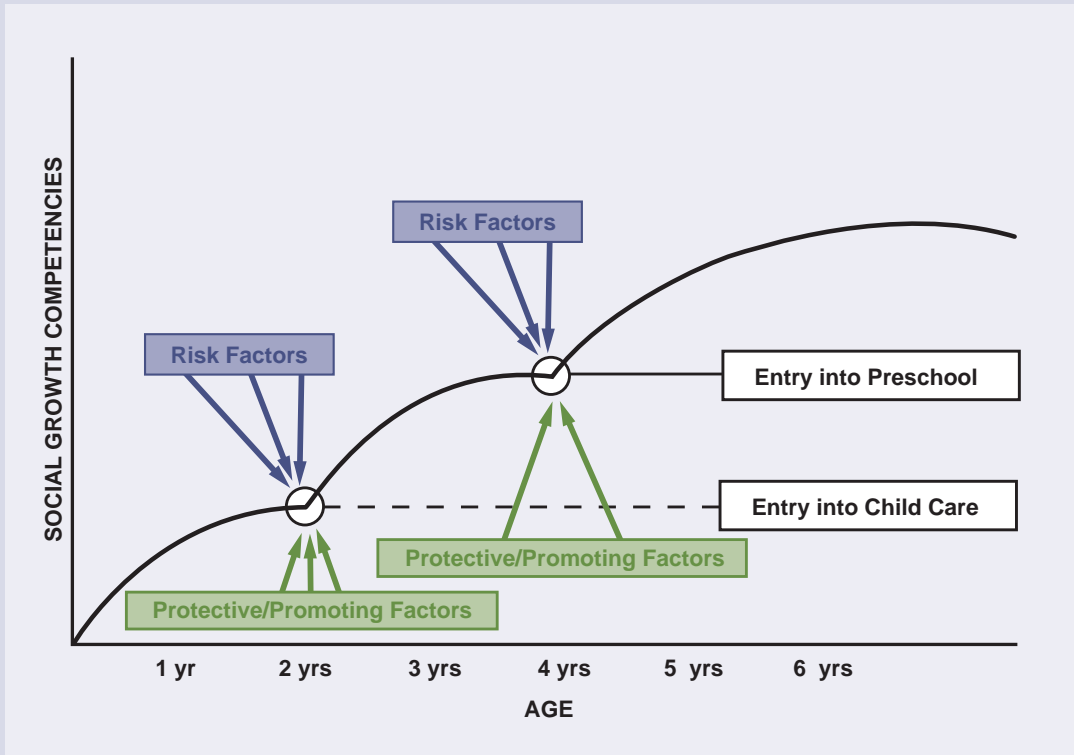 SOCIAL GROWTH COMPETENCIES
Risk Factors
Risk Factors
Entry into Preschool
Entry into Child Care
Protective/Promoting Factors
Protective/Promoting Factors
1 yr 2 yrs 3 yrs 4 yrs 5 yrs 6 yrs
AGE